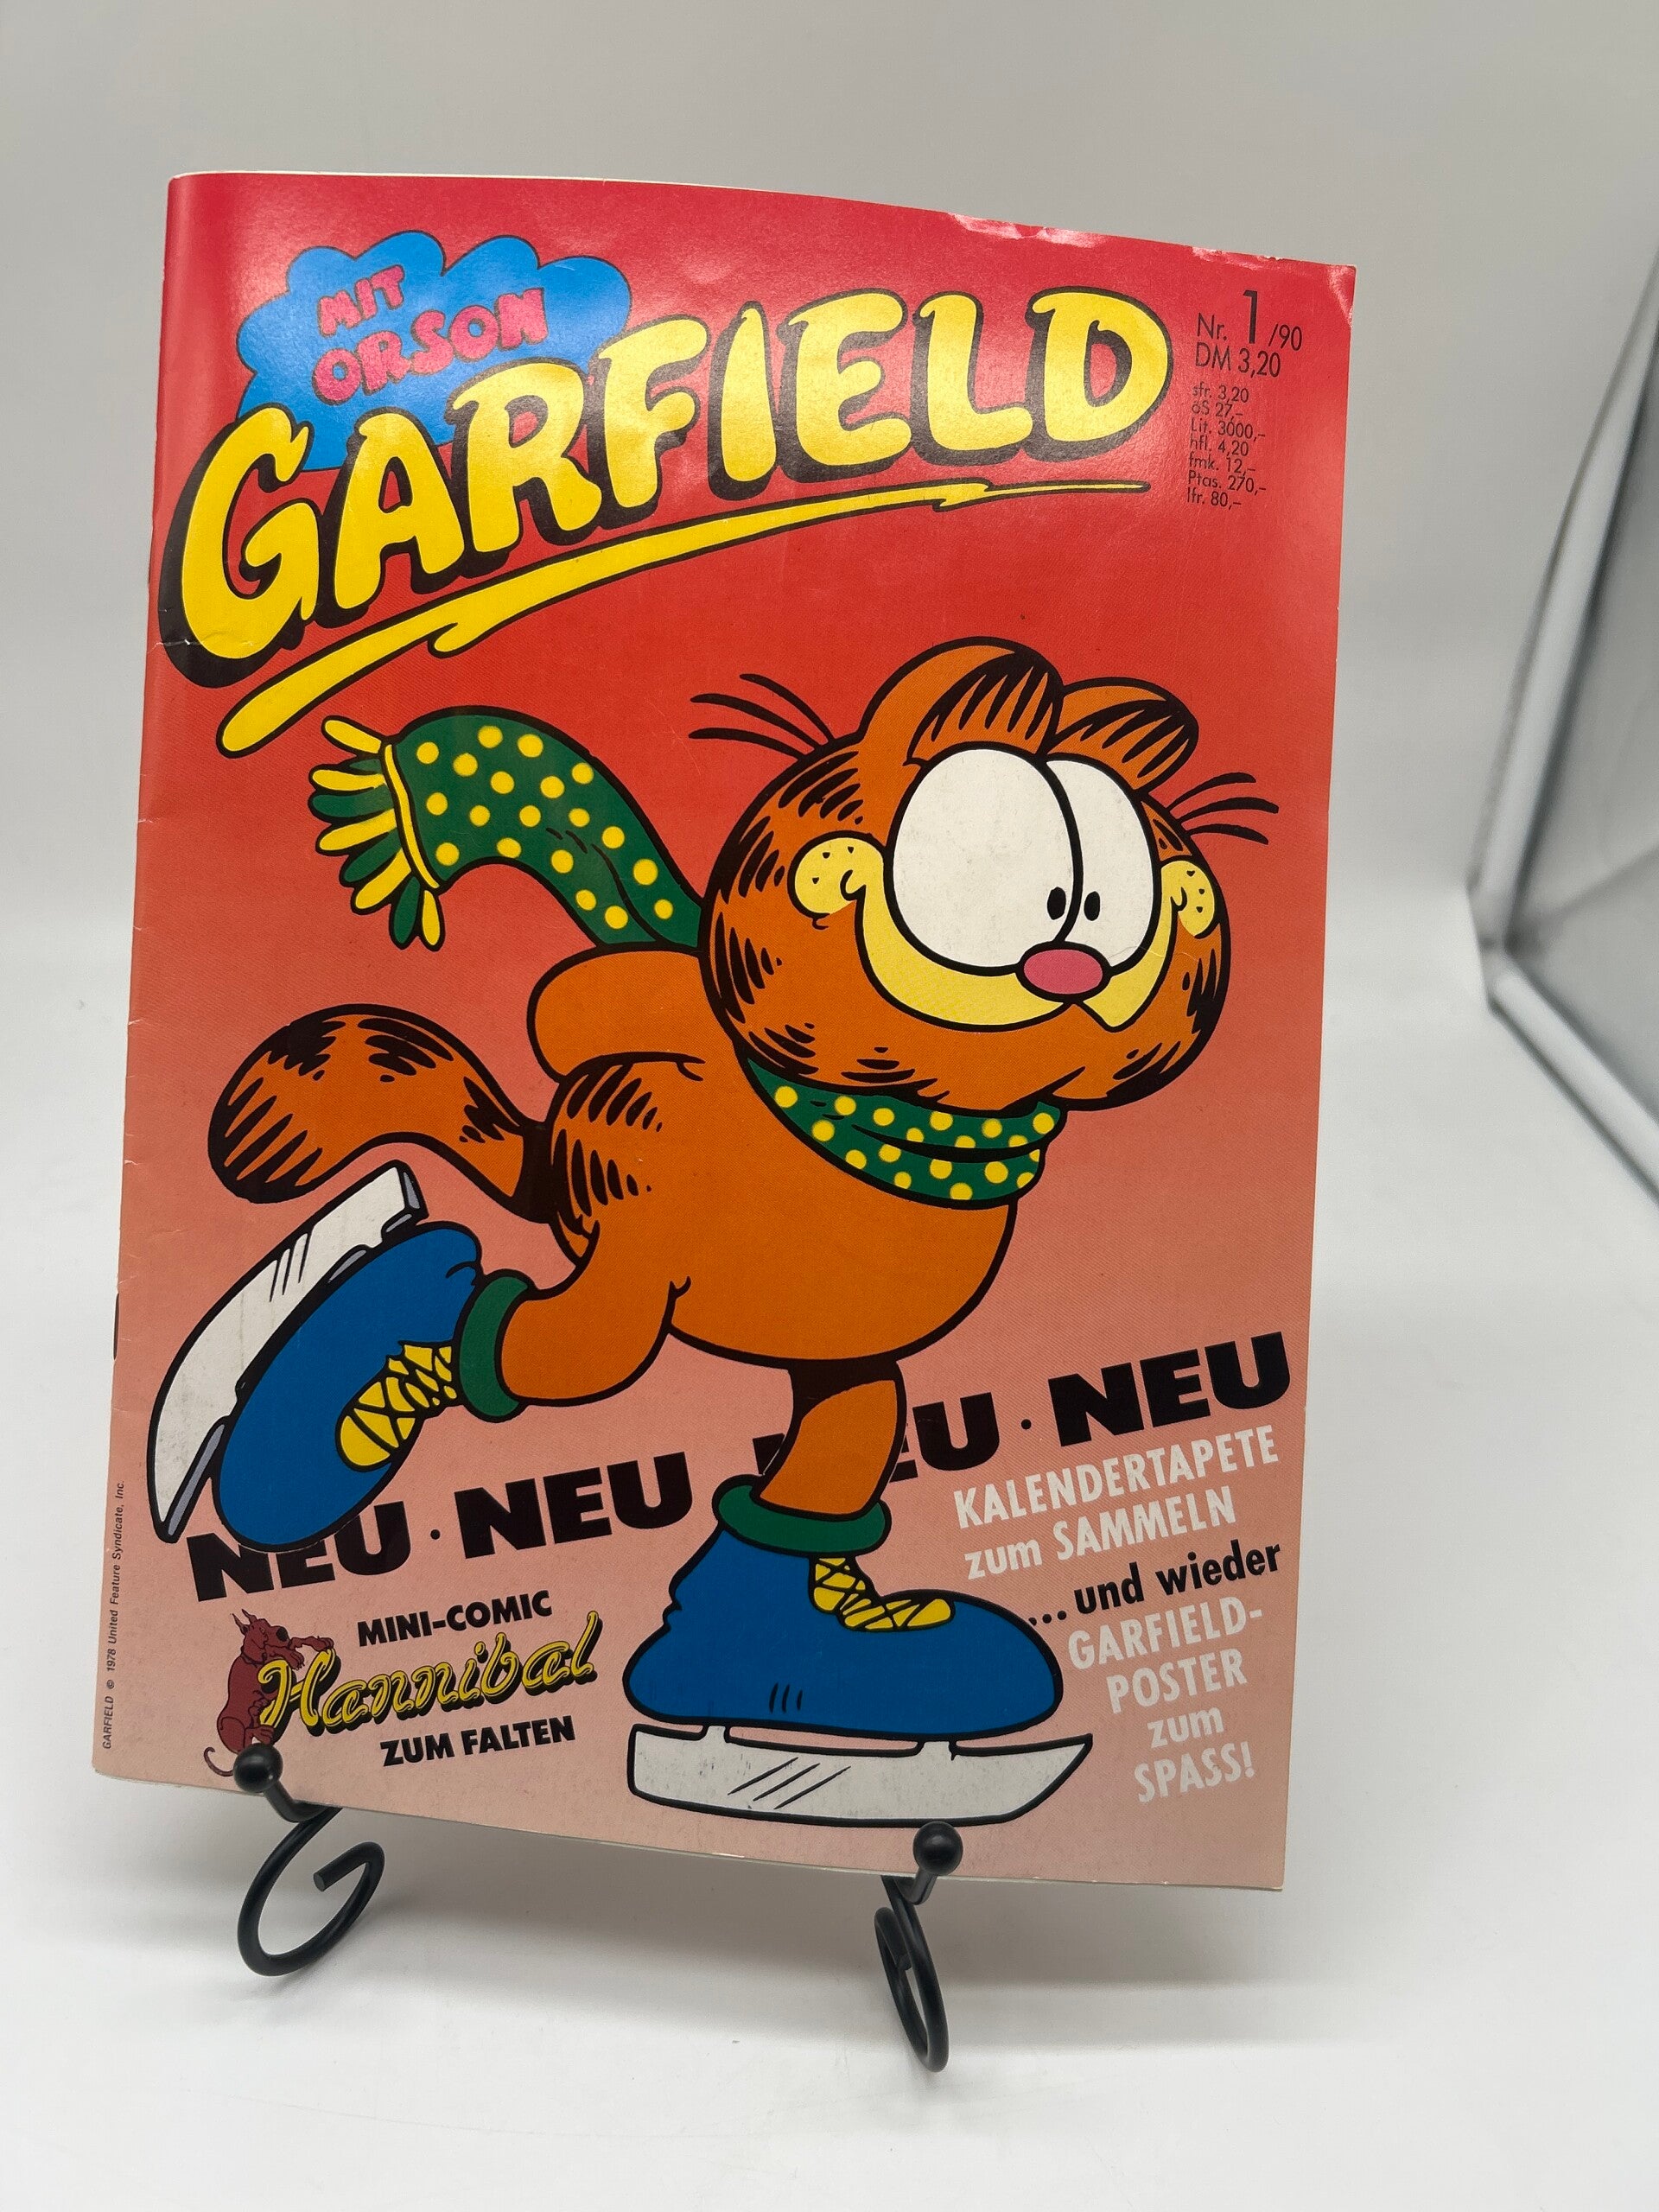 MIT
ORSON
GARFIELD
Nr. 1/90
DM 3,20
sfr. 3,20
öS 27,-
Lit. 3000,-
hfl. 4,20
fmk. 12,-
Ptas. 270,-
lfr. 80,-
NEU · NEU NEU · NEU
KALENDERTAPETE
zum SAMMELN
...und wieder
GARFIELD-
POSTER
zum
SPASS!
MINI-COMIC
Hannibal
ZUM FALTEN
GARFIELD © 1978 United Feature Syndicate, Inc.